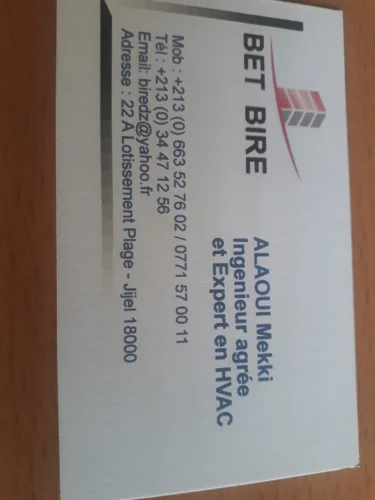 BET BIRE
ALAOUI Mekki
Ingenieur agrée
et Expert en HVAC
Mob : +213 (0) 663 52 76 02 / 0771 57 00 11
Tél : +213 (0) 34 47 12 56
Email: biredz@yahoo.fr
Adresse : 22 A Lotissement Plage - Jijel 18000